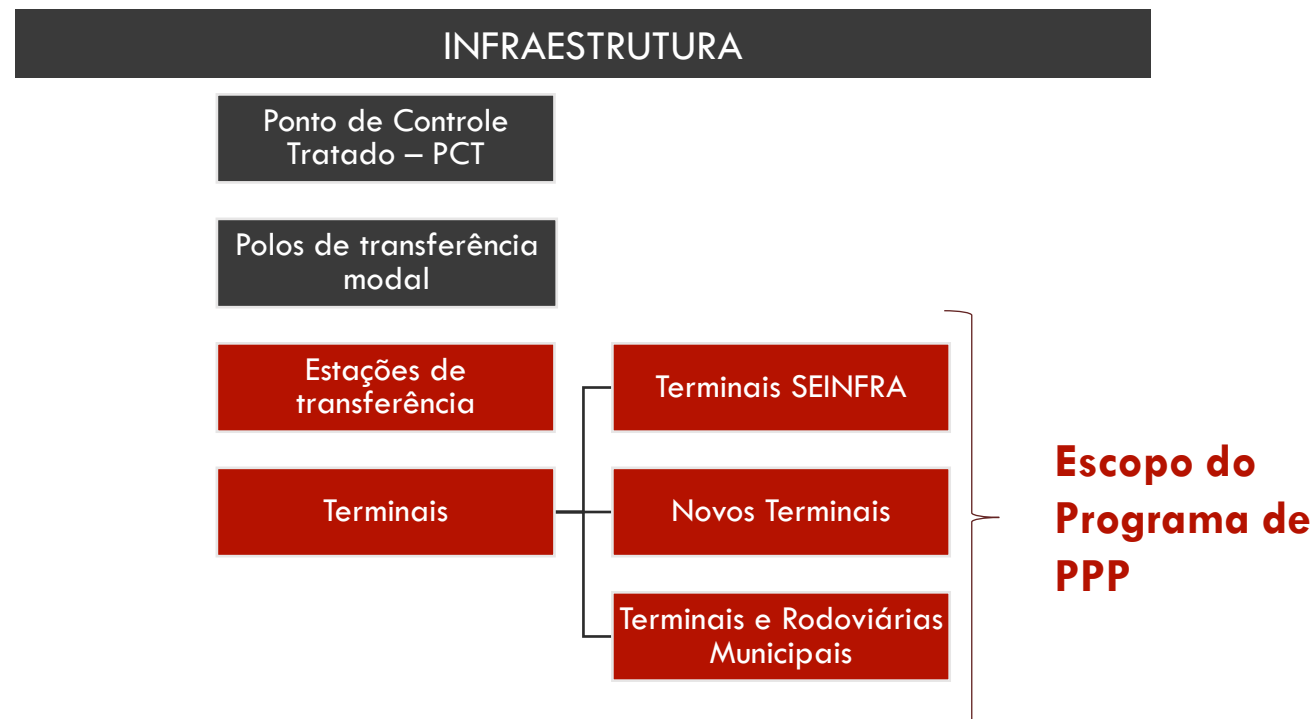 INFRAESTRUTURA
Ponto de Controle
Tratado – PCT
Polos de transferência
modal
Estações de
transferência
Terminais SEINFRA
Terminais
Novos Terminais
Terminais e Rodoviárias
Municipais
Escopo do
Programa de
PPP